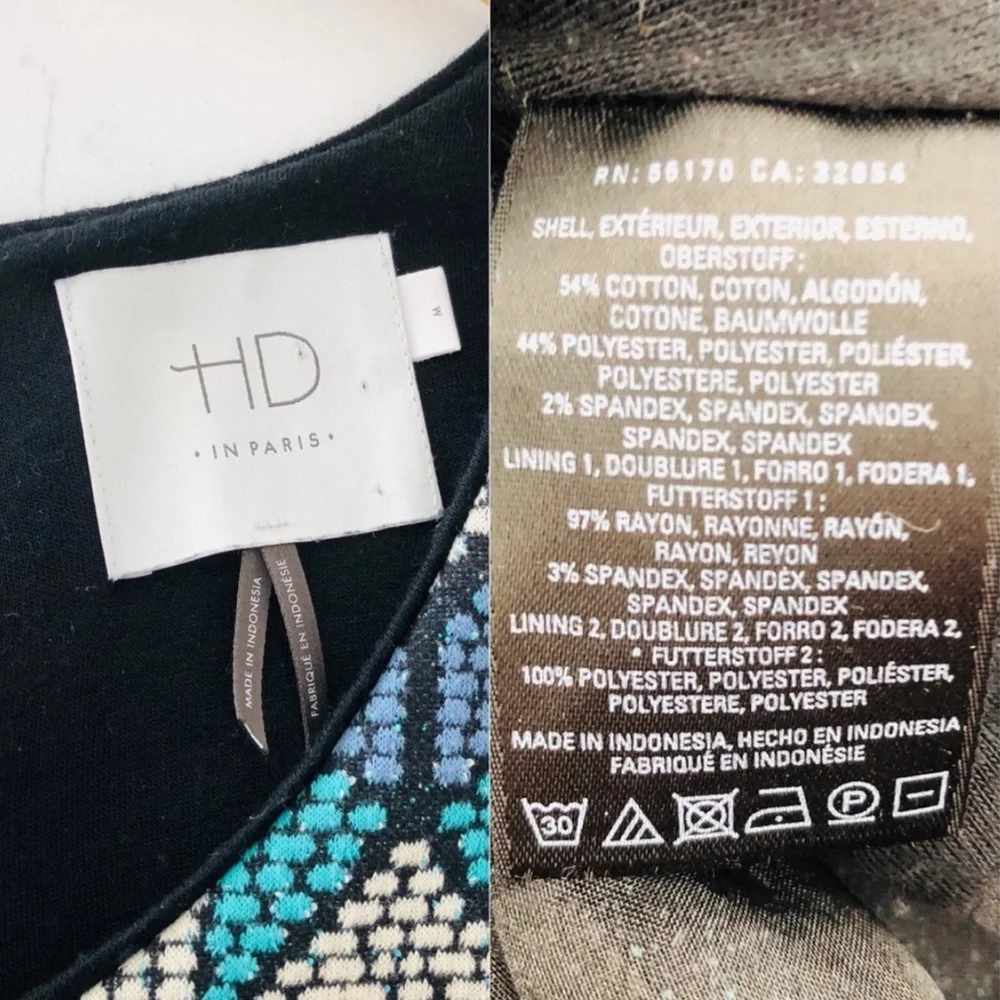 HD
• IN PARIS •
M
MADE IN INDONESIA
FABRIQUÉ EN INDONÉSIE
RN: 56170 CA: 32054
SHELL, EXTÉRIEUR, EXTERIOR, ESTERNO,
OBERSTOFF:
54% COTTON, COTON, ALGODÓN,
COTONE, BAUMWOLLE
44% POLYESTER, POLYESTER, POLIÉSTER,
POLYESTERE, POLYESTER
2% SPANDEX, SPANDEX, SPANDEX,
SPANDEX, SPANDEX
LINING 1, DOUBLURE 1, FORRO 1, FODERA 1,
FUTTERSTOFF 1:
97% RAYON, RAYONNE, RAYÓN,
RAYON, REYON
3% SPANDEX, SPANDEX, SPANDEX,
SPANDEX, SPANDEX
LINING 2, DOUBLURE 2, FORRO 2, FODERA 2,
FUTTERSTOFF 2:
100% POLYESTER, POLYESTER, POLIÉSTER,
POLYESTERE, POLYESTER
MADE IN INDONESIA, HECHO EN INDONESIA
FABRIQUÉ EN INDONÉSIE
30 P